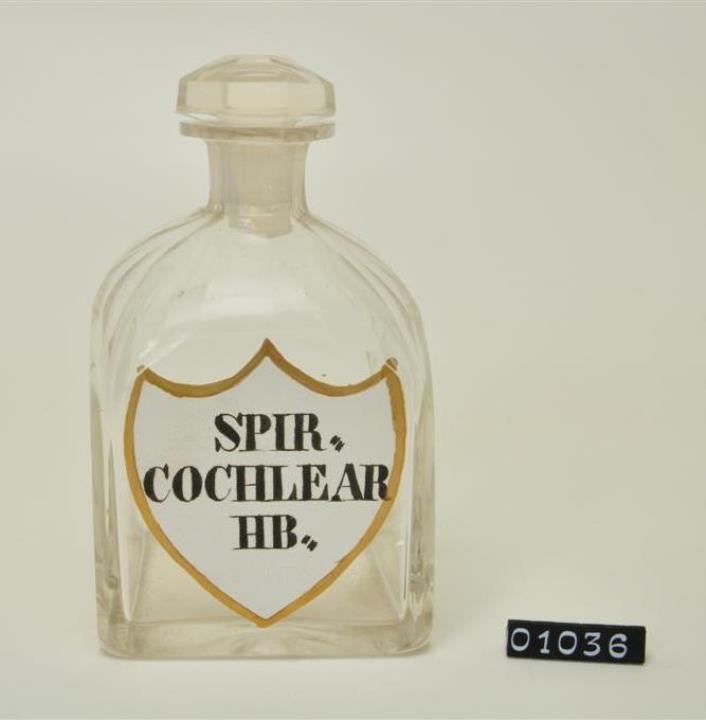 SPIR.,
COCHLEAR
HB.,
01036